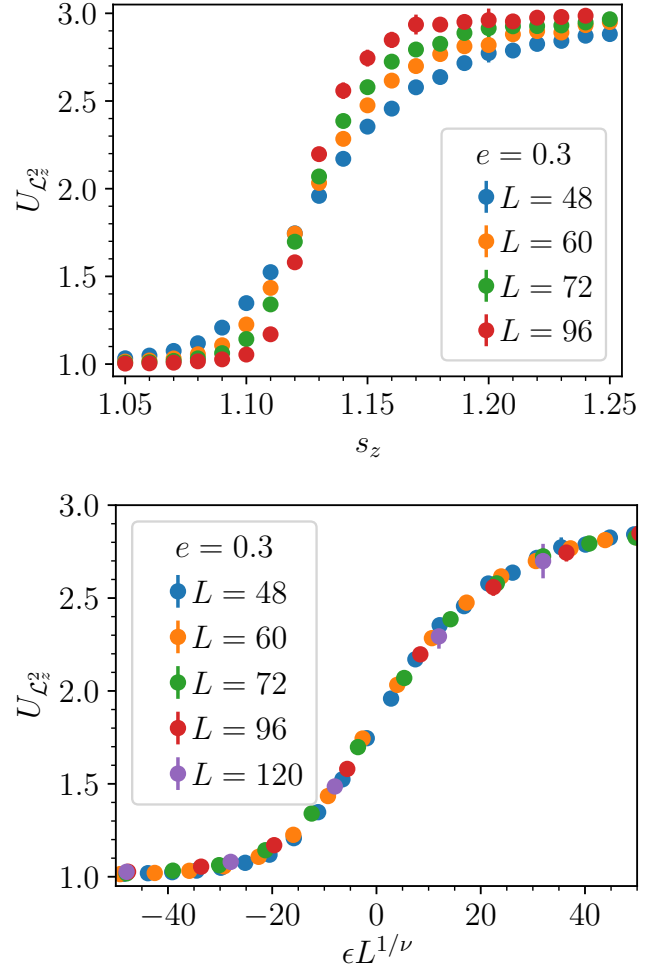 3.0
2.5
2.0
1.5
1.0
U_{\mathcal{L}_z^2}
e = 0.3
L = 48
L = 60
L = 72
L = 96
1.05 1.10 1.15 1.20 1.25
s_z
3.0
2.5
2.0
1.5
1.0
U_{\mathcal{L}_z^2}
e = 0.3
L = 48
L = 60
L = 72
L = 96
L = 120
−40 −20 0 20 40
ϵL^{1/ν}